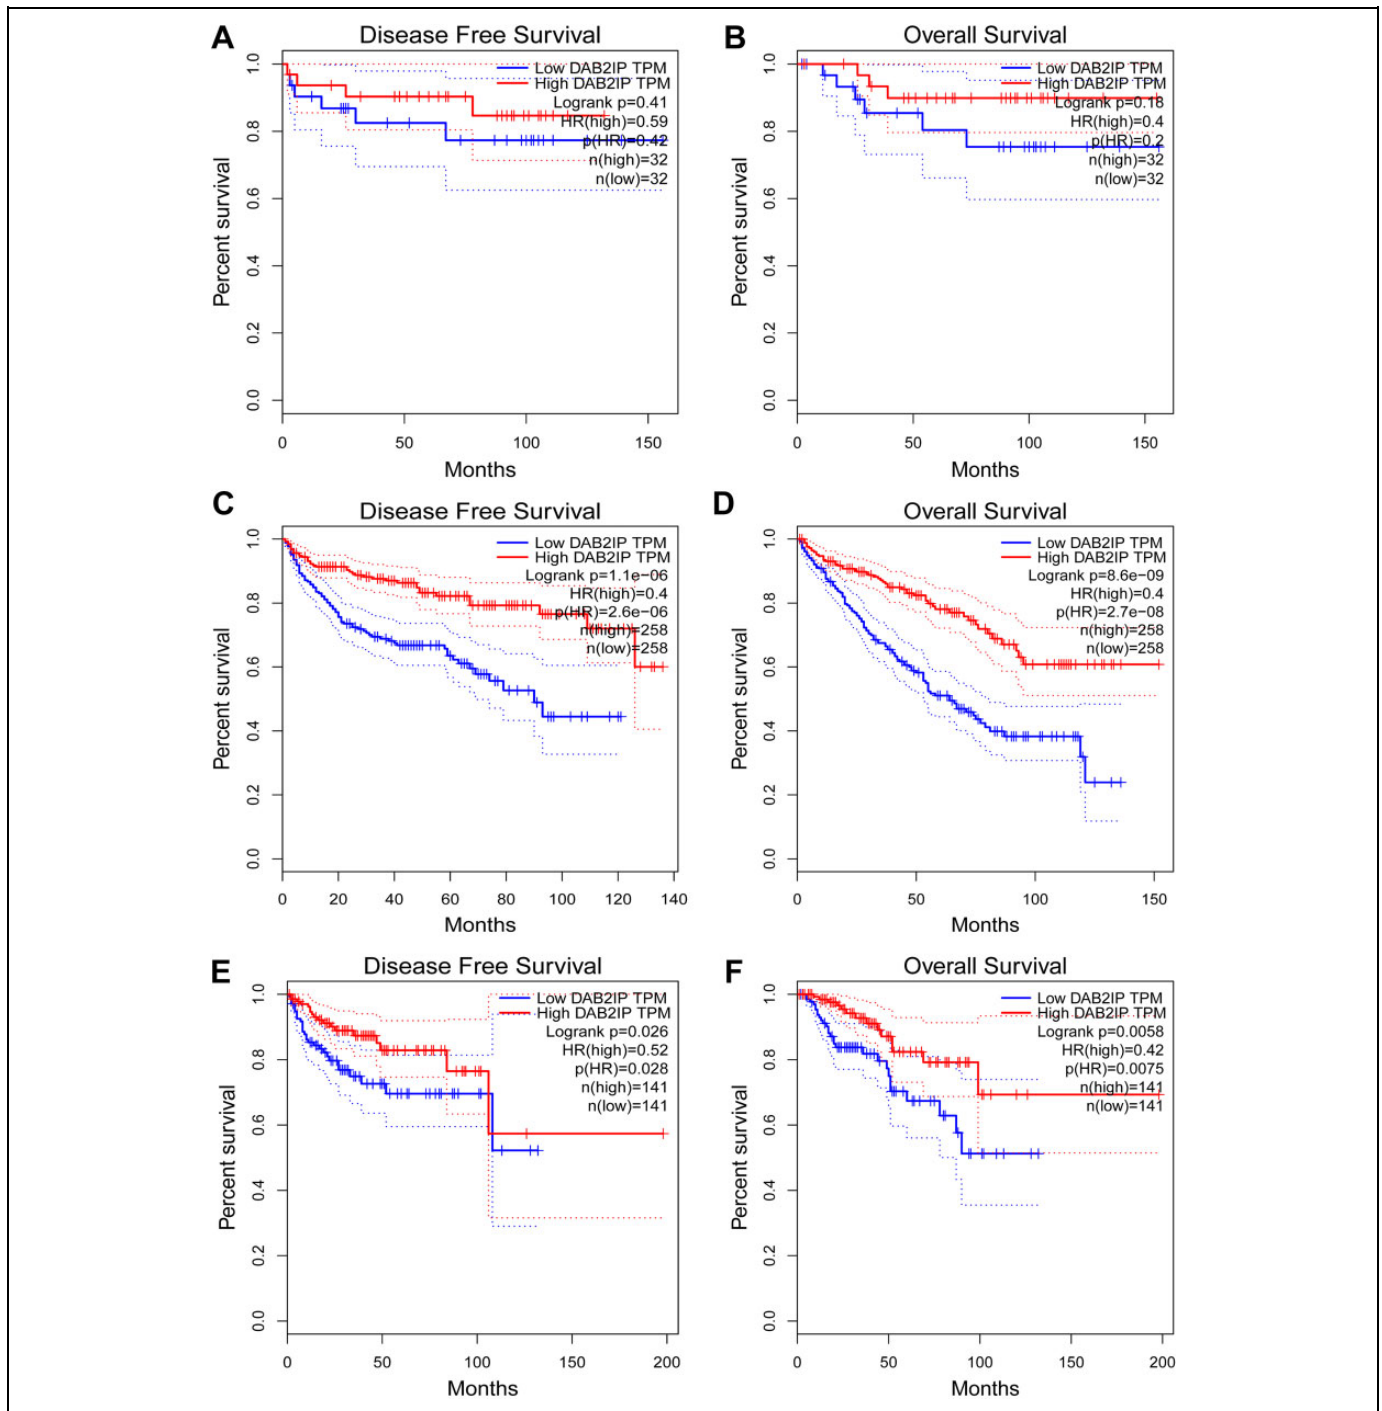 A
Disease Free Survival
Low DAB2IP TPM
High DAB2IP TPM
Logrank p=0.41
HR(high)=0.59
p(HR)=0.42
n(high)=32
n(low)=32
Percent survival
0.0 0.2 0.4 0.6 0.8 1.0
0 50 100 150
Months
B
Overall Survival
Low DAB2IP TPM
High DAB2IP TPM
Logrank p=0.18
HR(high)=0.4
p(HR)=0.2
n(high)=32
n(low)=32
Percent survival
0.0 0.2 0.4 0.6 0.8 1.0
0 50 100 150
Months
C
Disease Free Survival
Low DAB2IP TPM
High DAB2IP TPM
Logrank p=1.1e−06
HR(high)=0.4
p(HR)=2.6e−06
n(high)=258
n(low)=258
Percent survival
0.0 0.2 0.4 0.6 0.8 1.0
0 20 40 60 80 100 120 140
Months
D
Overall Survival
Low DAB2IP TPM
High DAB2IP TPM
Logrank p=8.6e−09
HR(high)=0.4
p(HR)=2.7e−08
n(high)=258
n(low)=258
Percent survival
0.0 0.2 0.4 0.6 0.8 1.0
0 50 100 150
Months
E
Disease Free Survival
Low DAB2IP TPM
High DAB2IP TPM
Logrank p=0.026
HR(high)=0.52
p(HR)=0.028
n(high)=141
n(low)=141
Percent survival
0.0 0.2 0.4 0.6 0.8 1.0
0 50 100 150 200
Months
F
Overall Survival
Low DAB2IP TPM
High DAB2IP TPM
Logrank p=0.0058
HR(high)=0.42
p(HR)=0.0075
n(high)=141
n(low)=141
Percent survival
0.0 0.2 0.4 0.6 0.8 1.0
0 50 100 150 200
Months